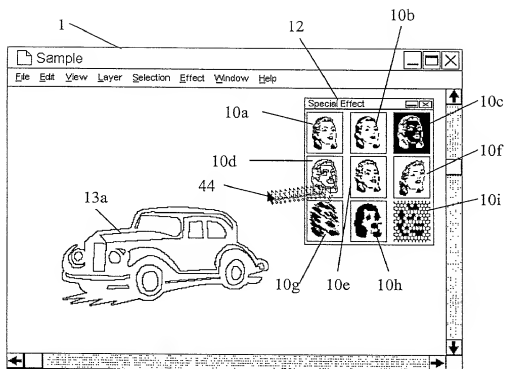 1
12
10b
Sample
File Edit View Layer Selection Effect Window Help
Special Effect
10a
10c
10d
10f
44
13a
10i
10g
10e
10h